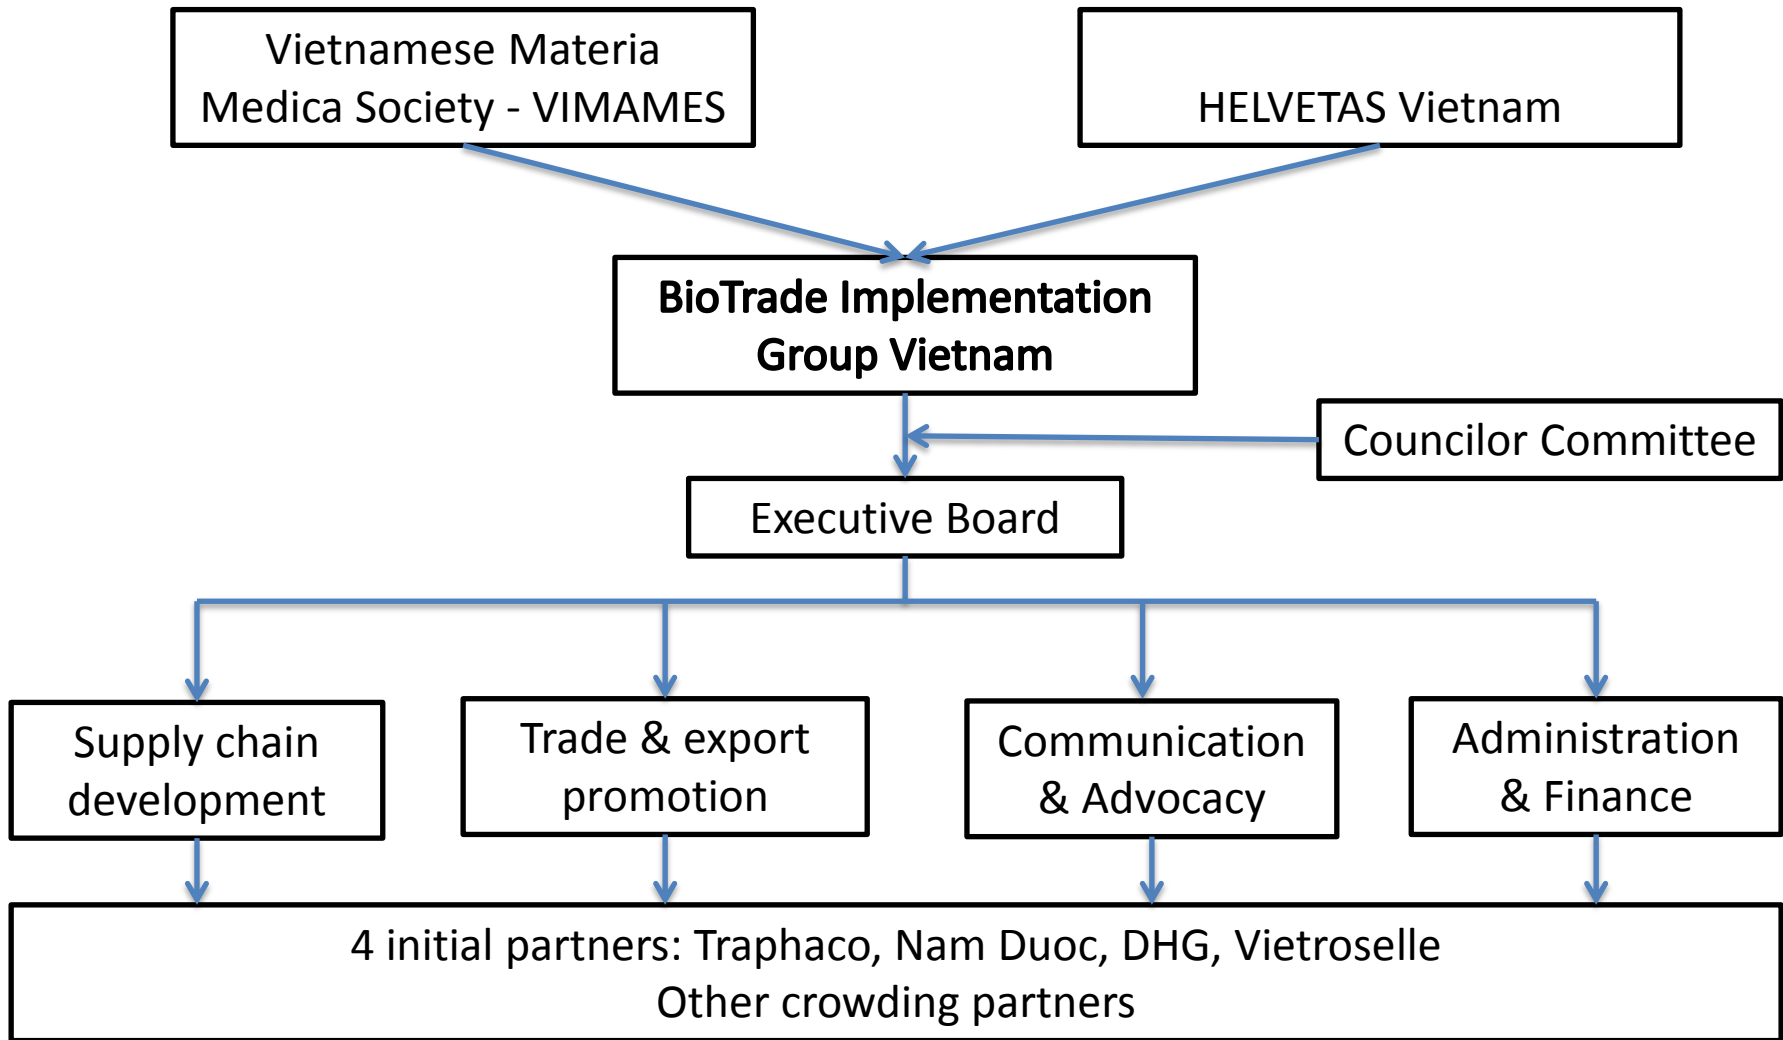 Vietnamese Materia
Medica Society - VIMAMES
HELVETAS Vietnam
BioTrade Implementation
Group Vietnam
Councilor Committee
Executive Board
Supply chain
development
Trade & export
promotion
Communication
& Advocacy
Administration
& Finance
4 initial partners: Traphaco, Nam Duoc, DHG, Vietroselle
Other crowding partners